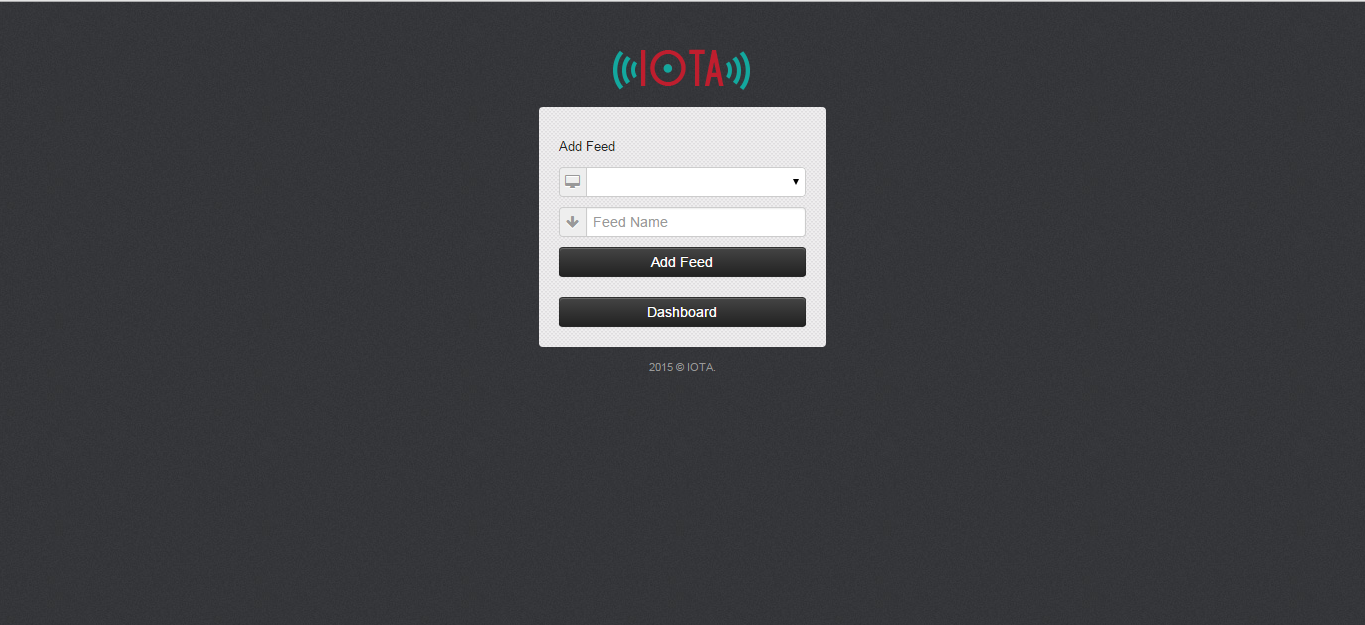 IOTA
Add Feed
Feed Name
Add Feed
Dashboard
2015 © IOTA.